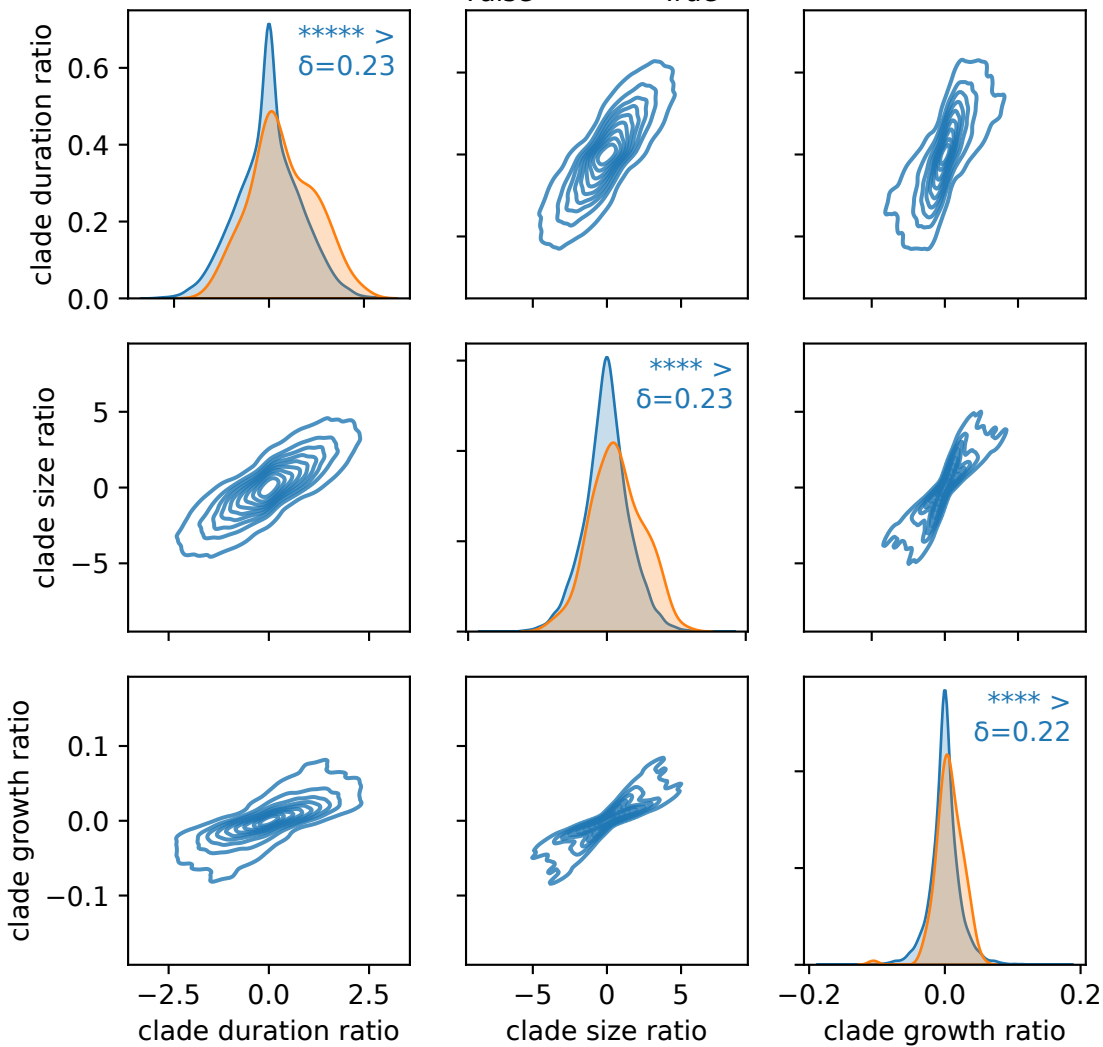 clade duration ratio
0.6
0.4
0.2
0.0
***** >
δ=0.23
clade size ratio
5
0
−5
**** >
δ=0.23
clade growth ratio
0.1
0.0
−0.1
**** >
δ=0.22
−2.5 0.0 2.5
−5 0 5
−0.2 0.0 0.2
clade duration ratio
clade size ratio
clade growth ratio